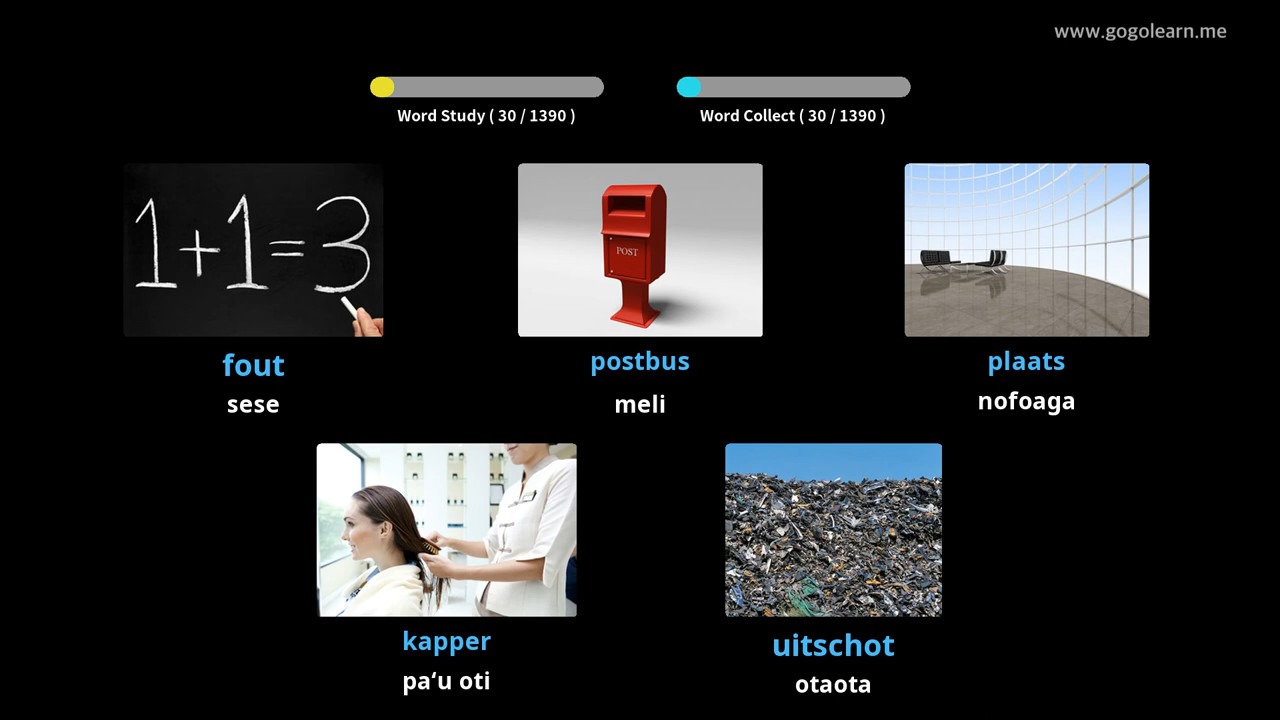 www.gogolearn.me
Word Study ( 30 / 1390 )
Word Collect ( 30 / 1390 )
1+1=3
POST
fout
postbus
plaats
sese
meli
nofoaga
kapper
uitschot
paʻu oti
otaota